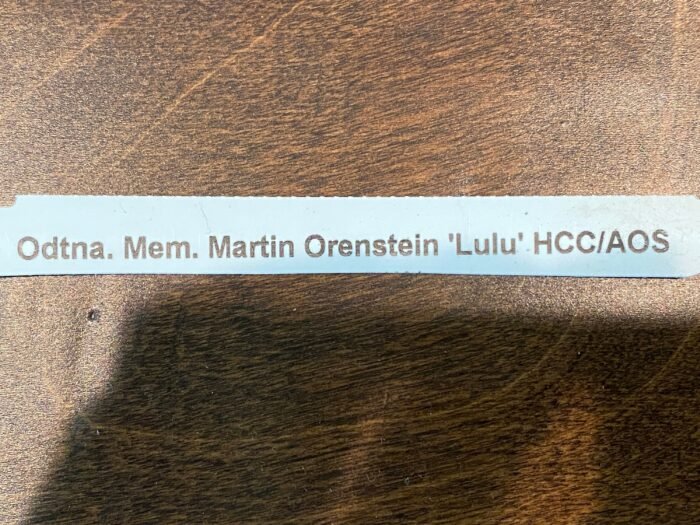 Odtna. Mem. Martin Orenstein 'Lulu' HCC/AOS